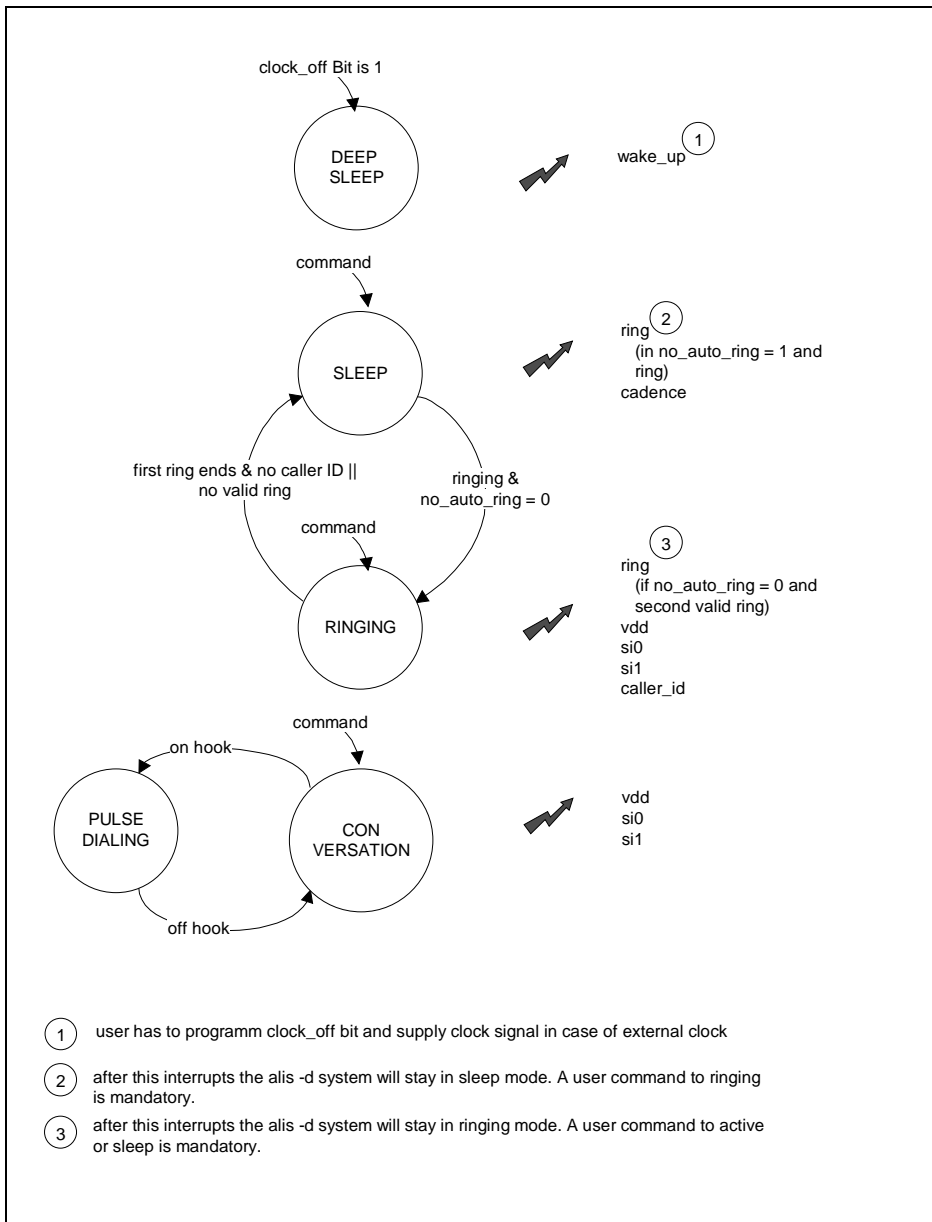 clock_off Bit is 1
DEEP
SLEEP
wake_up
1
command
SLEEP
ring
2
(in no_auto_ring = 1 and
ring)
cadence
first ring ends & no caller ID ||
no valid ring
ringing &
no_auto_ring = 0
command
RINGING
3
ring
(if no_auto_ring = 0 and
second valid ring)
vdd
si0
si1
caller_id
command
on hook
PULSE
DIALING
CON
VERSATION
off hook
vdd
si0
si1
1 user has to programm clock_off bit and supply clock signal in case of external clock
2 after this interrupts the alis -d system will stay in sleep mode. A user command to ringing
is mandatory.
3 after this interrupts the alis -d system will stay in ringing mode. A user command to active
or sleep is mandatory.